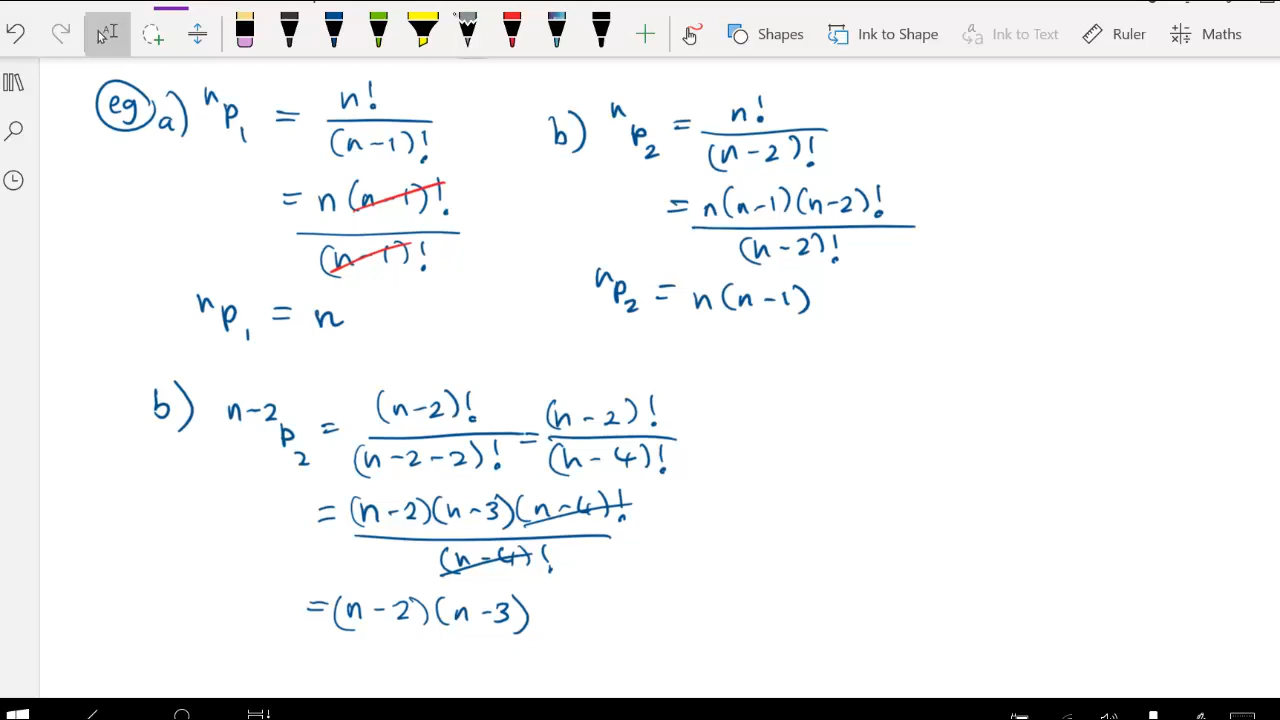 Shapes Ink to Shape Ink to Text Ruler Maths
eg a) ⁿP₁ = n! / (n-1)!
= n(n-1)! / (n-1)!
ⁿP₁ = n
b) ⁿP₂ = n! / (n-2)!
= n(n-1)(n-2)! / (n-2)!
ⁿP₂ = n(n-1)
b) ⁿ⁻²P₂ = (n-2)! / (n-2-2)! = (n-2)! / (n-4)!
= (n-2)(n-3)(n-4)! / (n-4)!
= (n-2)(n-3)